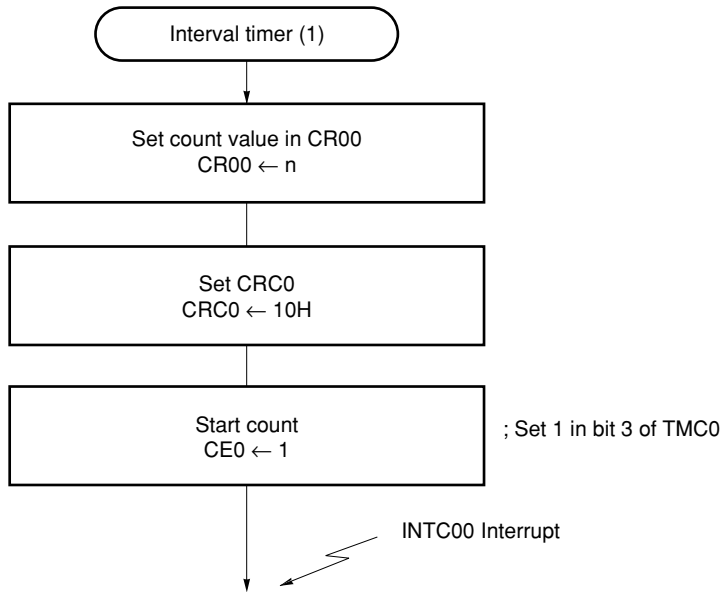 Interval timer (1)
Set count value in CR00
CR00 ← n
Set CRC0
CRC0 ← 10H
Start count
CE0 ← 1
; Set 1 in bit 3 of TMC0
INTC00 Interrupt